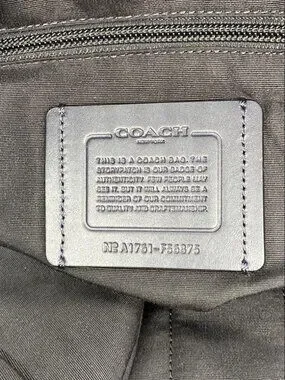 COACH
NEW YORK
THIS IS A COACH BAG. THE
STORYPATCH IS OUR BADGE OF
AUTHENTICITY. FEW PEOPLE MAY
SEE IT. BUT IT WILL ALWAYS BE A
REMINDER OF OUR COMMITMENT
TO QUALITY AND CRAFTSMANSHIP.
Nº A1761-F56875